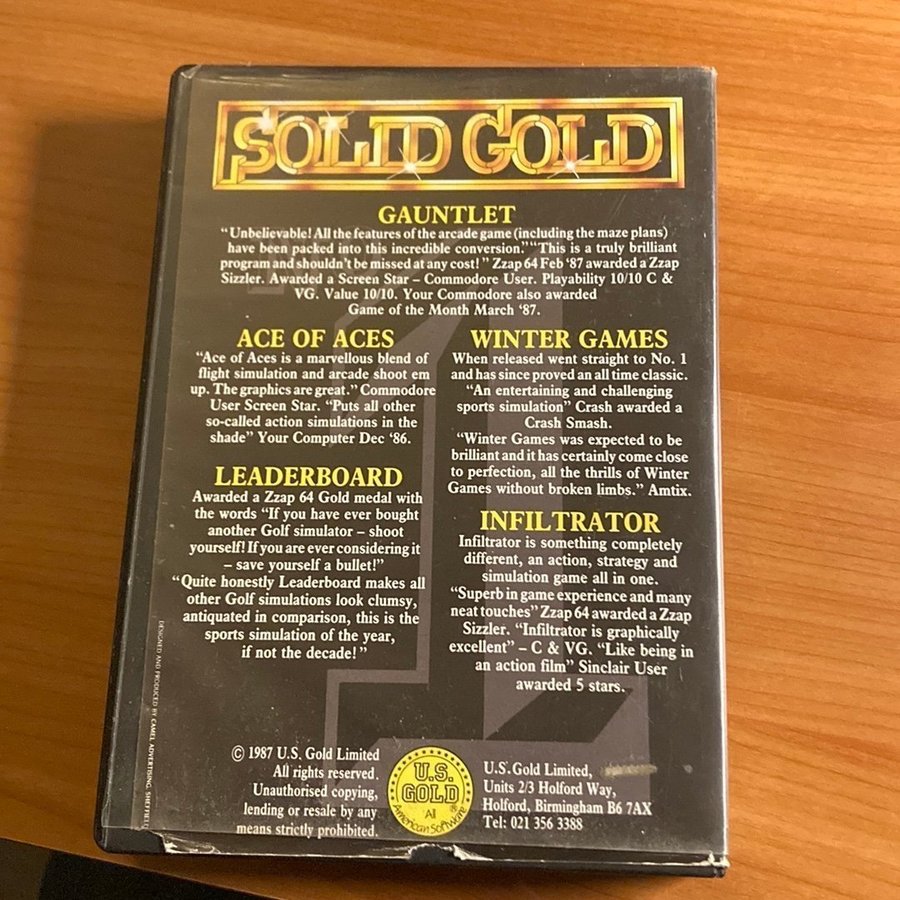 SOLID GOLD
GAUNTLET
“Unbelievable! All the features of the arcade game (including the maze plans)
have been packed into this incredible conversion.” “This is a truly brilliant
program and shouldn't be missed at any cost! ” Zzap 64 Feb ‘87 awarded a Zzap
Sizzler. Awarded a Screen Star – Commodore User. Playability 10/10 C &
VG. Value 10/10. Your Commodore also awarded
Game of the Month March ‘87.
ACE OF ACES
“Ace of Aces is a marvellous blend of
flight simulation and arcade shoot em
up. The graphics are great.” Commodore
User Screen Star. “Puts all other
so-called action simulations in the
shade” Your Computer Dec ‘86.
LEADERBOARD
Awarded a Zzap 64 Gold medal with
the words “If you have ever bought
another Golf simulator – shoot
yourself! If you are ever considering it
– save yourself a bullet!”
“Quite honestly Leaderboard makes all
other Golf simulations look clumsy,
antiquated in comparison, this is the
sports simulation of the year,
if not the decade! ”
WINTER GAMES
When released went straight to No. 1
and has since proved an all time classic.
“An entertaining and challenging
sports simulation” Crash awarded a
Crash Smash.
“Winter Games was expected to be
brilliant and it has certainly come close
to perfection, all the thrills of Winter
Games without broken limbs.” Amtix.
INFILTRATOR
Infiltrator is something completely
different, an action, strategy and
simulation game all in one.
“Superb in game experience and many
neat touches” Zzap 64 awarded a Zzap
Sizzler. “Infiltrator is graphically
excellent” – C & VG. “Like being in
an action film” Sinclair User
awarded 5 stars.
DESIGNED AND PRODUCED BY CAMEL ADVERTISING, SHEFFIELD
© 1987 U.S. Gold Limited
All rights reserved.
Unauthorised copying,
lending or resale by any
means strictly prohibited.
U.S.
GOLD
All
American Software
U.S. Gold Limited,
Units 2/3 Holford Way,
Holford, Birmingham B6 7AX
Tel: 021 356 3388